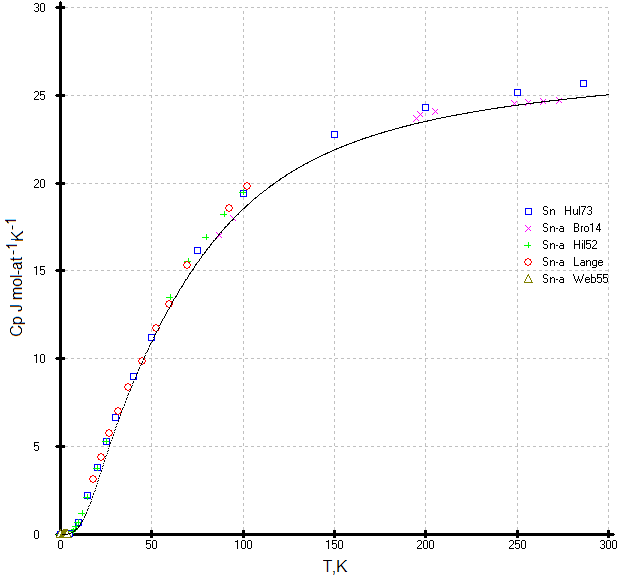 30
25
20
15
10
5
0
Cp J mol-at⁻¹K⁻¹
Sn Hul73
Sn-a Bro14
Sn-a Hil52
Sn-a Lange
Sn-a Web55
0 50 100 150 200 250 300
T,K